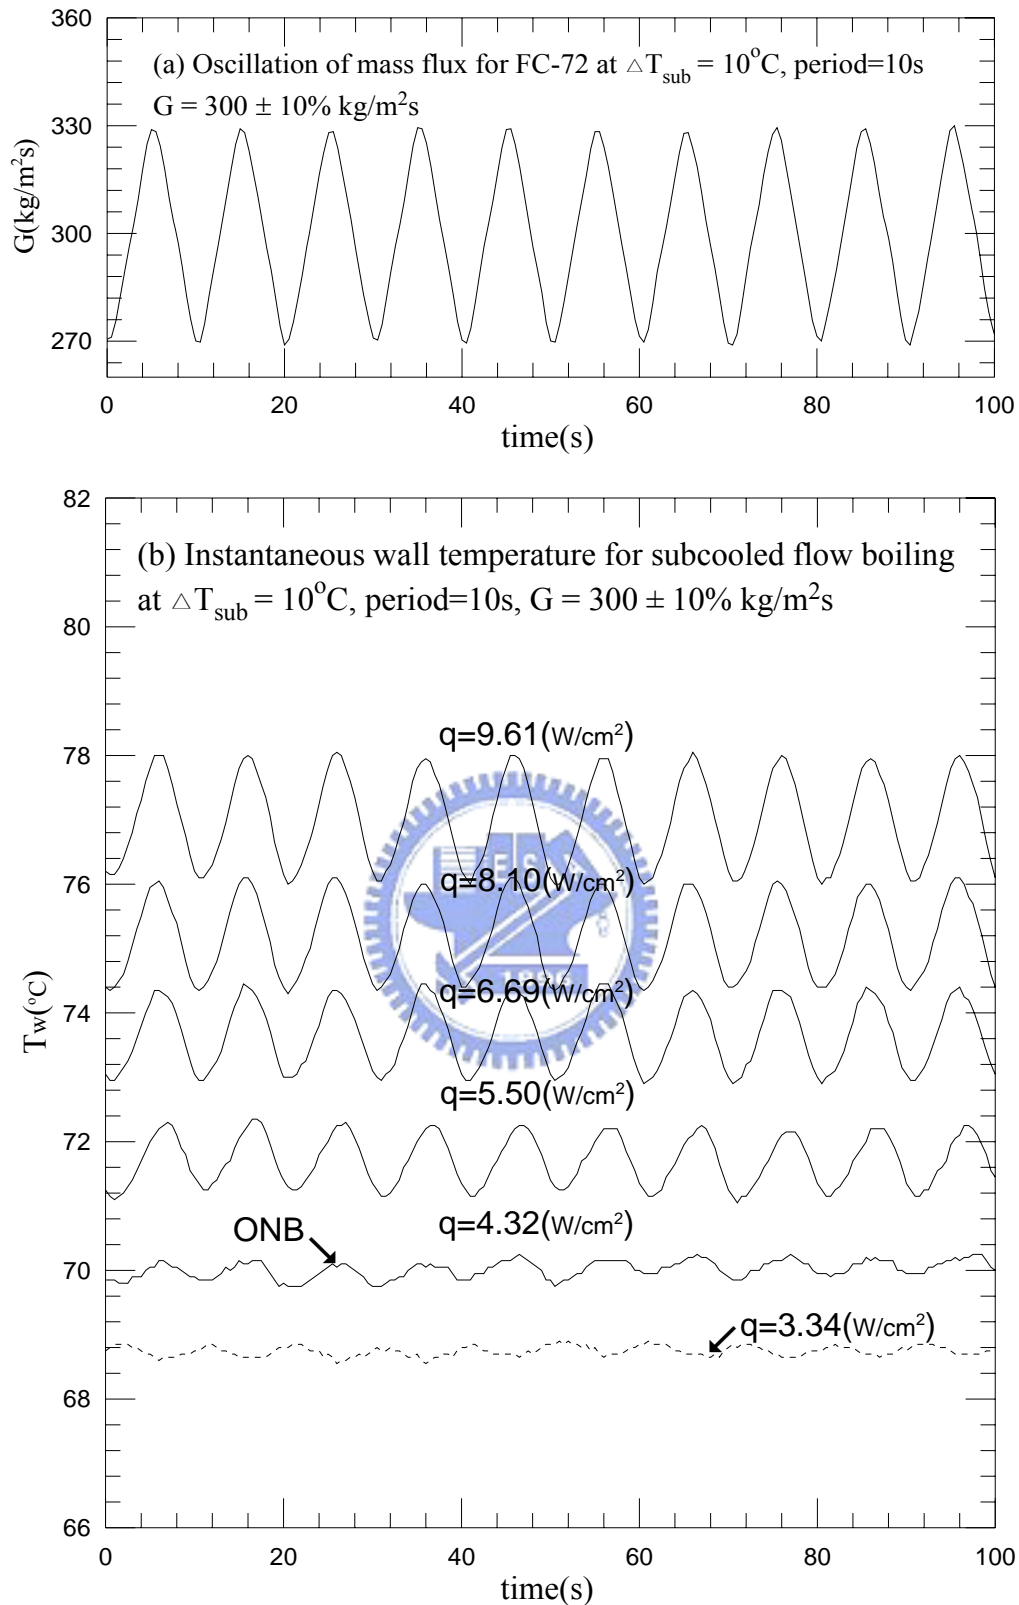 360
330
300
270
G(kg/m²s)
(a) Oscillation of mass flux for FC-72 at △T_sub = 10°C, period=10s
G = 300 ± 10% kg/m²s
0 20 40 60 80 100
time(s)
82
80
78
76
74
72
70
68
66
Tw(°C)
(b) Instantaneous wall temperature for subcooled flow boiling
at △T_sub = 10°C, period=10s, G = 300 ± 10% kg/m²s
q=9.61(W/cm²)
E S
q=8.10(W/cm²)
1896
q=6.69(W/cm²)
q=5.50(W/cm²)
ONB
q=4.32(W/cm²)
q=3.34(W/cm²)
0 20 40 60 80 100
time(s)